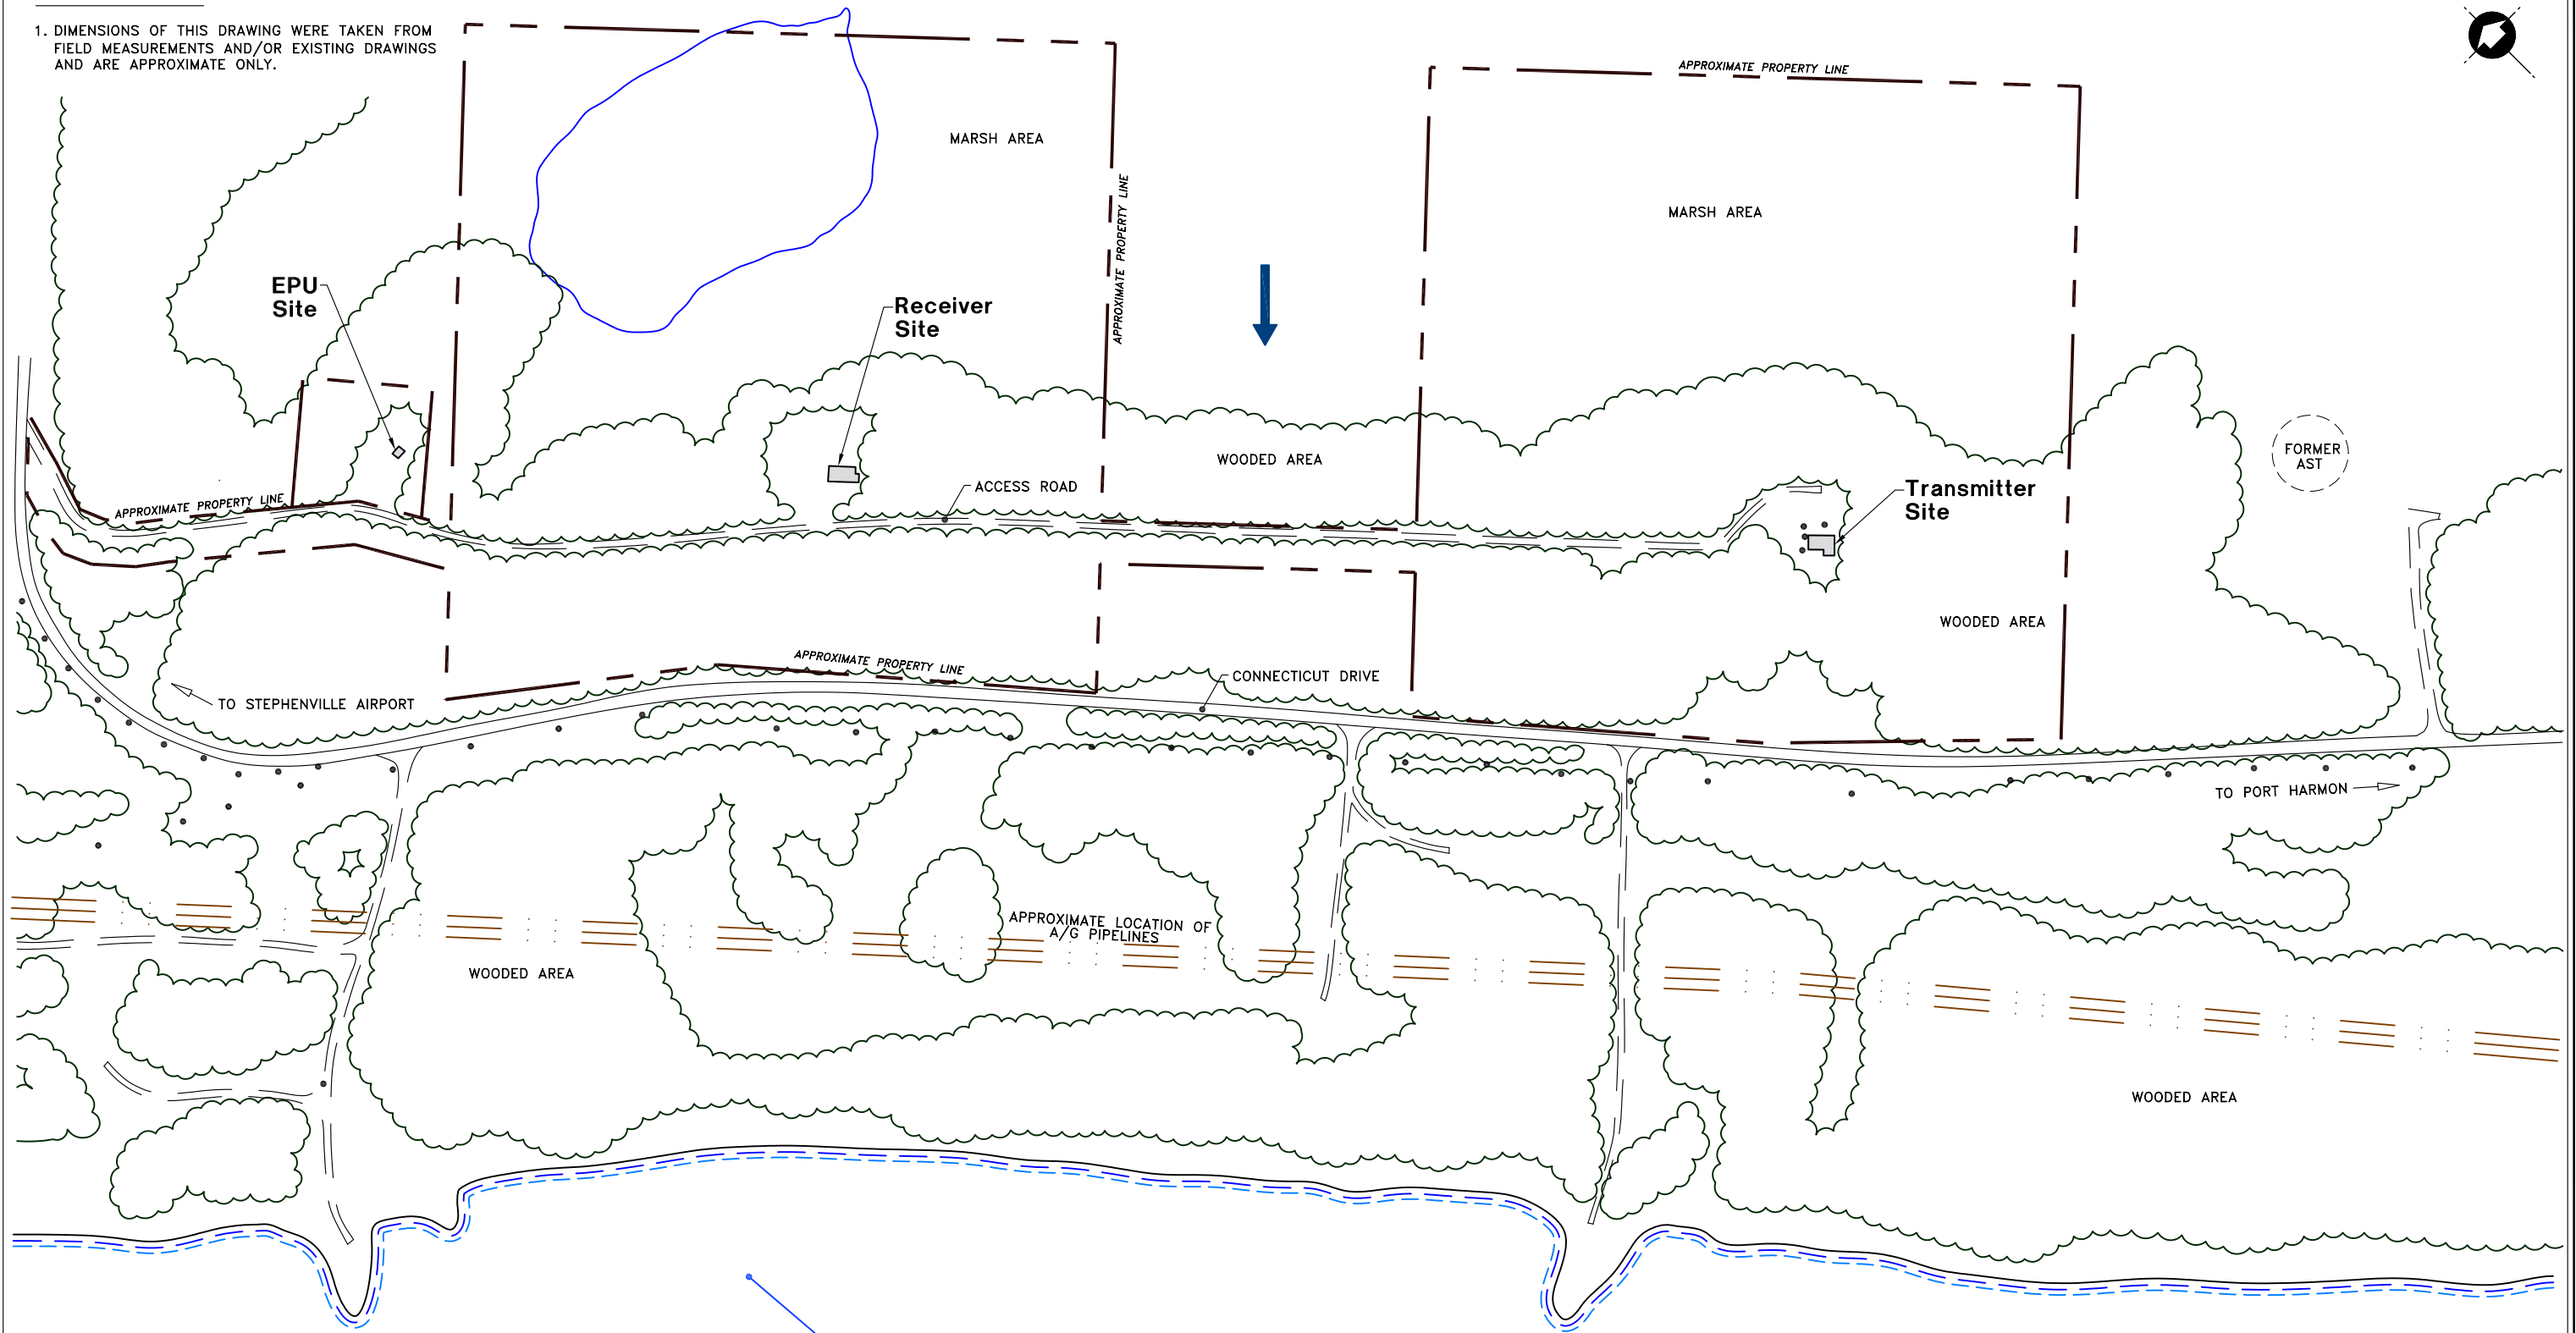 1. DIMENSIONS OF THIS DRAWING WERE TAKEN FROM
FIELD MEASUREMENTS AND/OR EXISTING DRAWINGS
AND ARE APPROXIMATE ONLY.
APPROXIMATE PROPERTY LINE
MARSH AREA
MARSH AREA
APPROXIMATE PROPERTY LINE
EPU
Site
Receiver
Site
WOODED AREA
FORMER
AST
ACCESS ROAD
Transmitter
Site
APPROXIMATE PROPERTY LINE
WOODED AREA
APPROXIMATE PROPERTY LINE
CONNECTICUT DRIVE
TO STEPHENVILLE AIRPORT
TO PORT HARMON
APPROXIMATE LOCATION OF
A/G PIPELINES
WOODED AREA
WOODED AREA